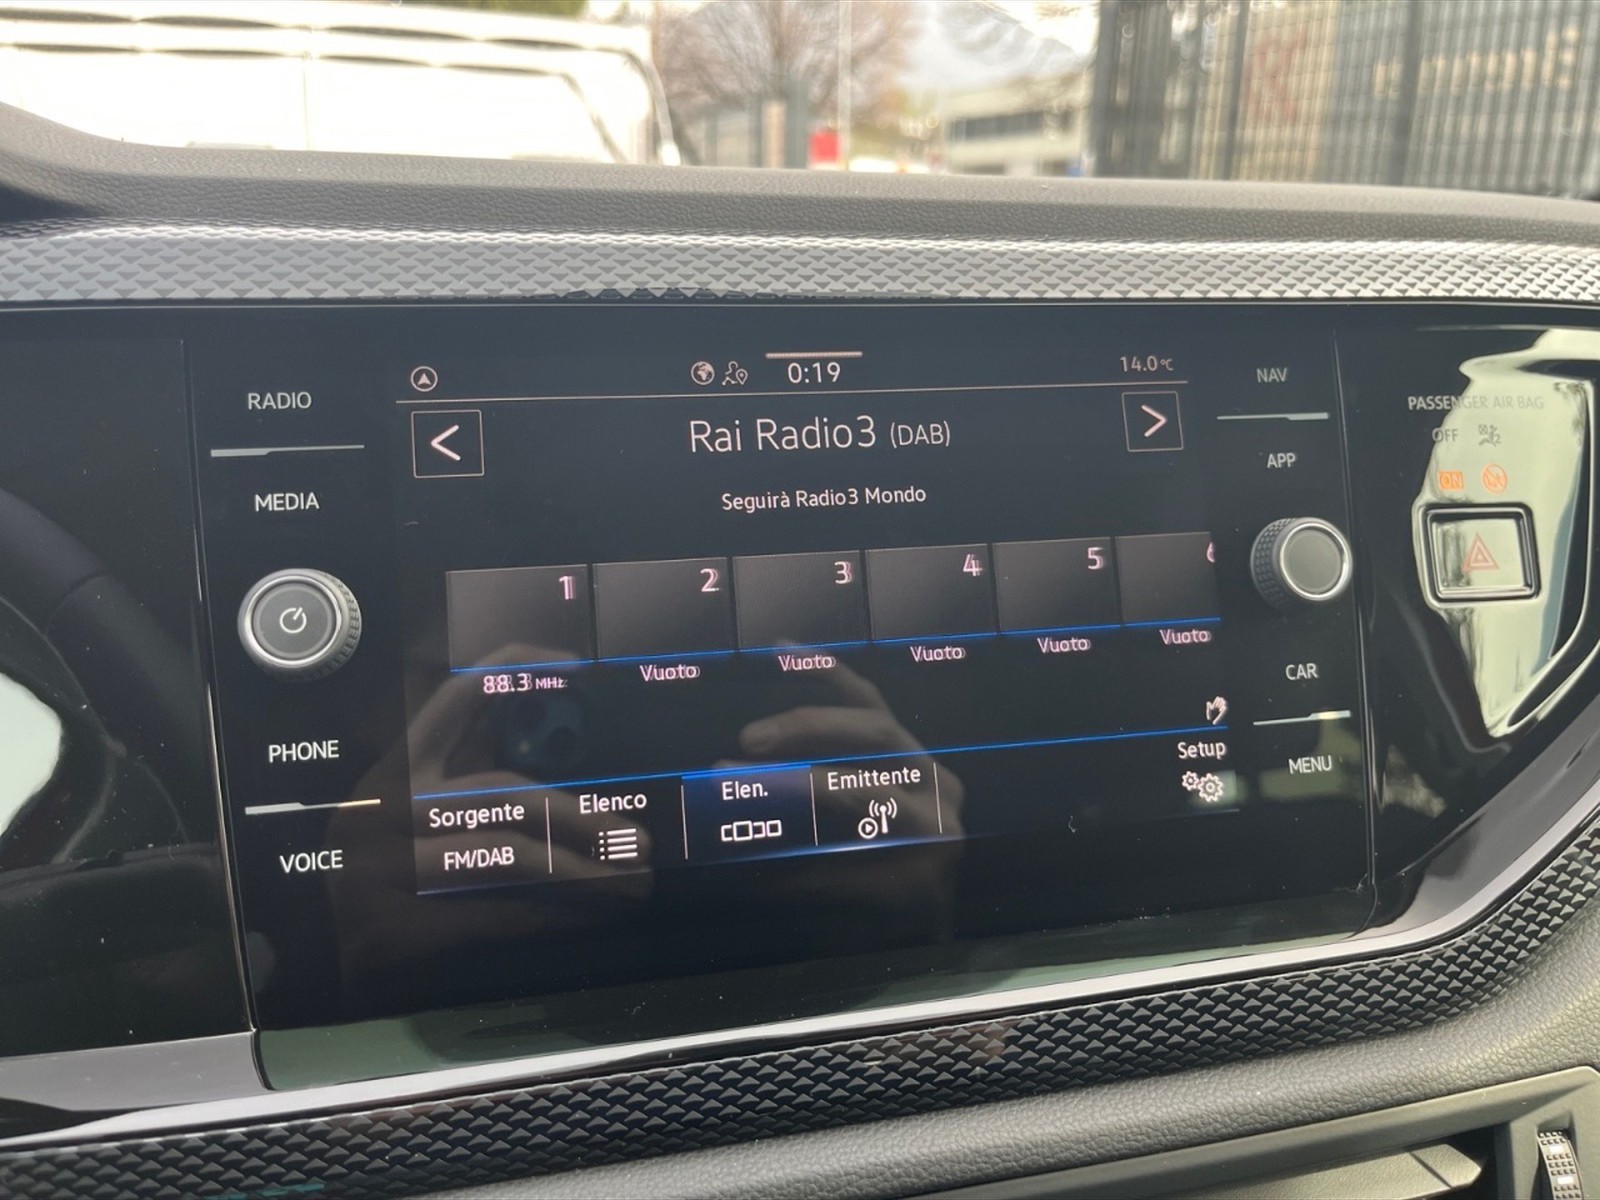 RADIO
MEDIA
PHONE
VOICE
0:19
14.0°C
<
Rai Radio3 (DAB)
>
Seguirà Radio3 Mondo
1
2
3
4
5
88.3 MHz
Vuoto
Vuoto
Vuoto
Vuoto
Vuoto
Sorgente
FM/DAB
Elenco
Elen.
Emittente
Setup
NAV
APP
CAR
MENU
PASSENGER AIR BAG
OFF
ON